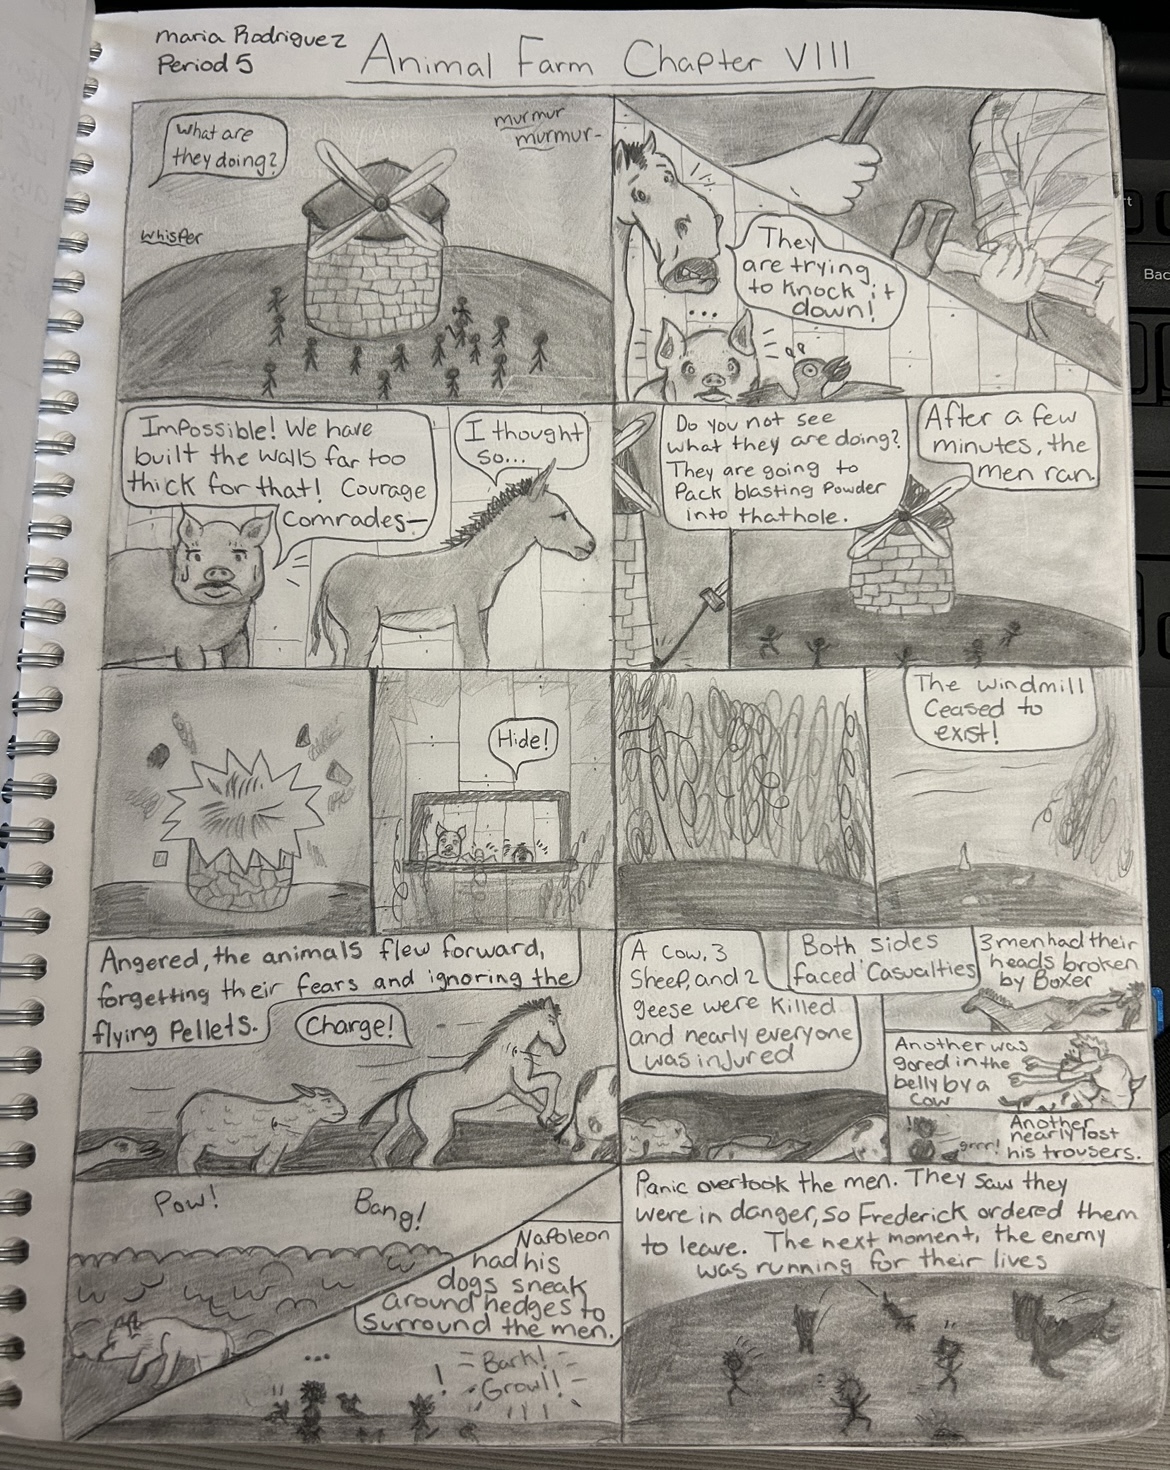 maria Rodriguez
Period 5
Animal Farm Chapter VIII
What are
they doing?
murmur
murmur-
whisper
They
are trying
to knock it
down!
...
Impossible! We have
built the walls far too
thick for that! Courage
Comrades-
I thought
so...
Do you not see
what they are doing?
They are going to
Pack blasting Powder
into that hole.
After a few
minutes, the
men ran.
Hide!
The windmill
Ceased to
exist!
Angered, the animals flew forward,
forgetting their fears and ignoring the
flying Pellets.
Charge!
A cow, 3
Sheep, and 2
geese were killed
and nearly everyone
was injured
Both sides
faced Casualties
3 men had their
heads broken
by Boxer
Another was
gored in the
belly by a
cow
Another
nearly lost
his trousers.
grrr!
Pow!
Bang!
Napoleon
had his
dogs sneak
around hedges to
surround the men.
...
!
Bark!
Growl!
Panic overtook the men. They saw they
were in danger, so Frederick ordered them
to leave. The next moment, the enemy
was running for their lives